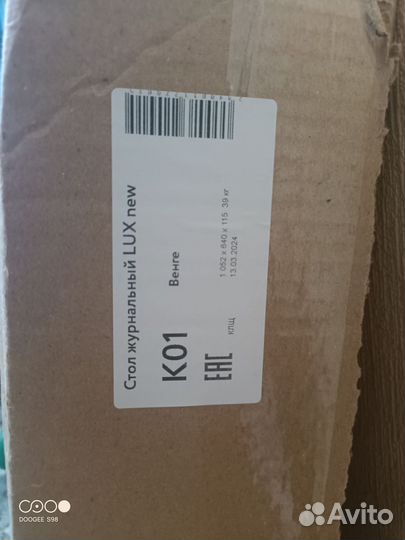 Стол журнальный LUX new
K01
Венге
EAC
клщ
1 052 x 640 x 115 39 кг
13.03.2024
DOOGEE S98
Avito